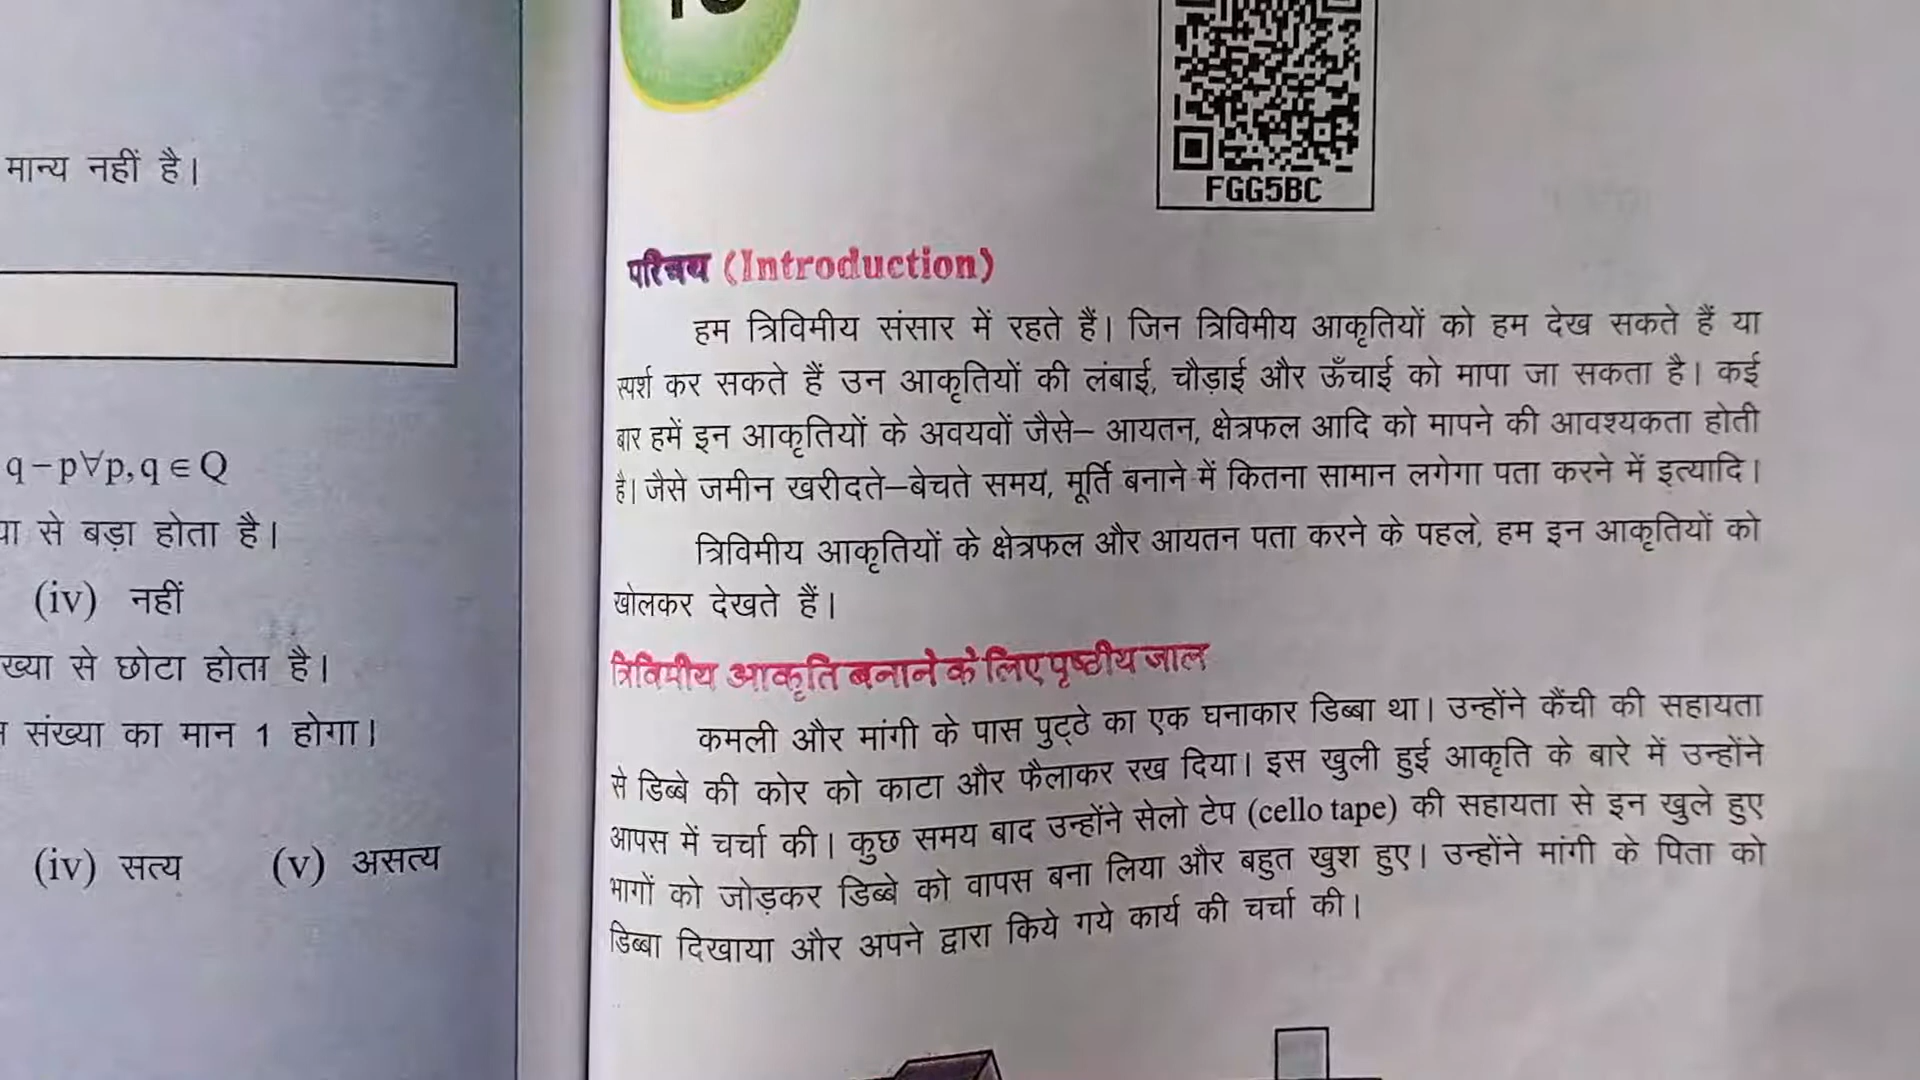 मान्य नहीं है।
q – p∀p, q ∈ Q
से बड़ा होता है।
(iv) नहीं
से छोटा होता है।
संख्या का मान 1 होगा।
(iv) सत्य (v) असत्य
FGG5BC
परिचय (Introduction)
हम त्रिविमीय संसार में रहते हैं। जिन त्रिविमीय आकृतियों को हम देख सकते हैं या
स्पर्श कर सकते हैं उन आकृतियों की लंबाई, चौड़ाई और ऊँचाई को मापा जा सकता है। कई
बार हमें इन आकृतियों के अवयवों जैसे– आयतन, क्षेत्रफल आदि को मापने की आवश्यकता होती
है। जैसे जमीन खरीदते–बेचते समय, मूर्ति बनाने में कितना सामान लगेगा पता करने में इत्यादि।
त्रिविमीय आकृतियों के क्षेत्रफल और आयतन पता करने के पहले, हम इन आकृतियों को
खोलकर देखते हैं।
त्रिविमीय आकृति बनाने के लिए पृष्ठीय जाल
कमली और मांगी के पास पुट्ठे का एक घनाकार डिब्बा था। उन्होंने कैंची की सहायता
से डिब्बे की कोर को काटा और फैलाकर रख दिया। इस खुली हुई आकृति के बारे में उन्होंने
आपस में चर्चा की। कुछ समय बाद उन्होंने सेलो टेप (cello tape) की सहायता से इन खुले हुए
भागों को जोड़कर डिब्बे को वापस बना लिया और बहुत खुश हुए। उन्होंने मांगी के पिता को
डिब्बा दिखाया और अपने द्वारा किये गये कार्य की चर्चा की।